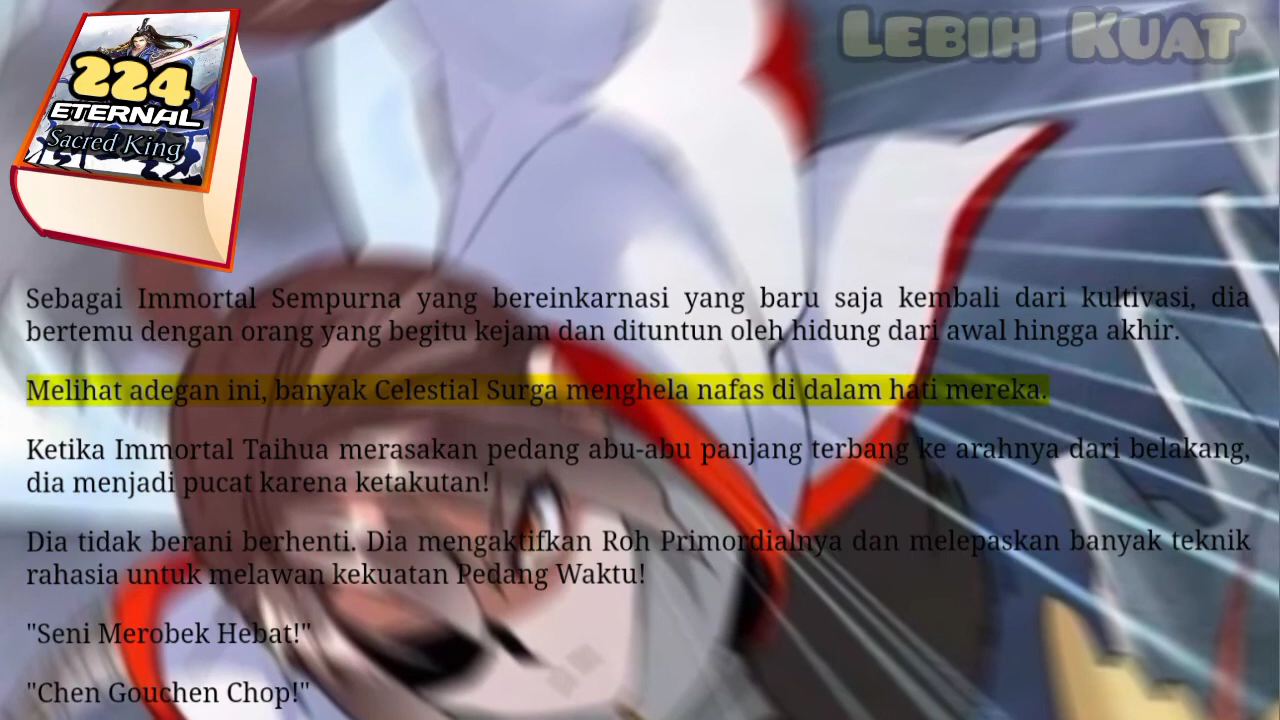 Lebih Kuat
224
ETERNAL
Sacred King
Sebagai Immortal Sempurna yang bereinkarnasi yang baru saja kembali dari kultivasi, dia
bertemu dengan orang yang begitu kejam dan dituntun oleh hidung dari awal hingga akhir.
Melihat adegan ini, banyak Celestial Surga menghela nafas di dalam hati mereka.
Ketika Immortal Taihua merasakan pedang abu-abu panjang terbang ke arahnya dari belakang,
dia menjadi pucat karena ketakutan!
Dia tidak berani berhenti. Dia mengaktifkan Roh Primordialnya dan melepaskan banyak teknik
rahasia untuk melawan kekuatan Pedang Waktu!
"Seni Merobek Hebat!"
"Chen Gouchen Chop!"